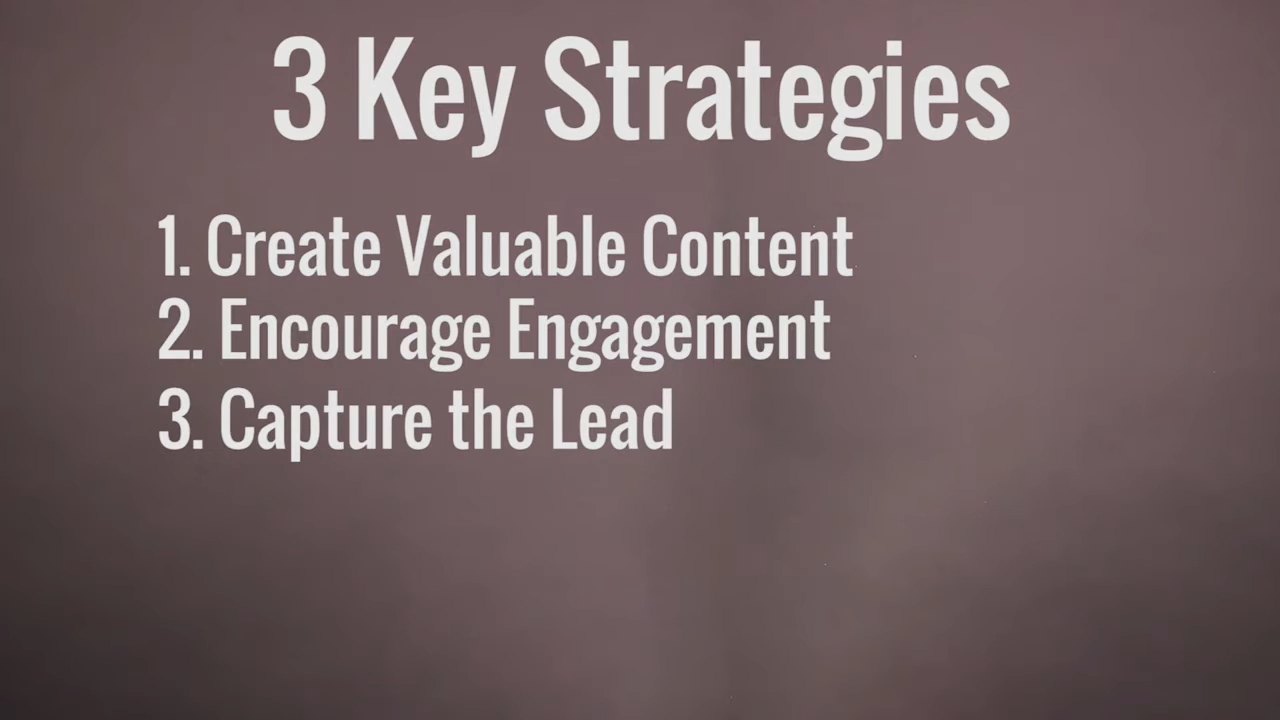 3 Key Strategies
1. Create Valuable Content
2. Encourage Engagement
3. Capture the Lead